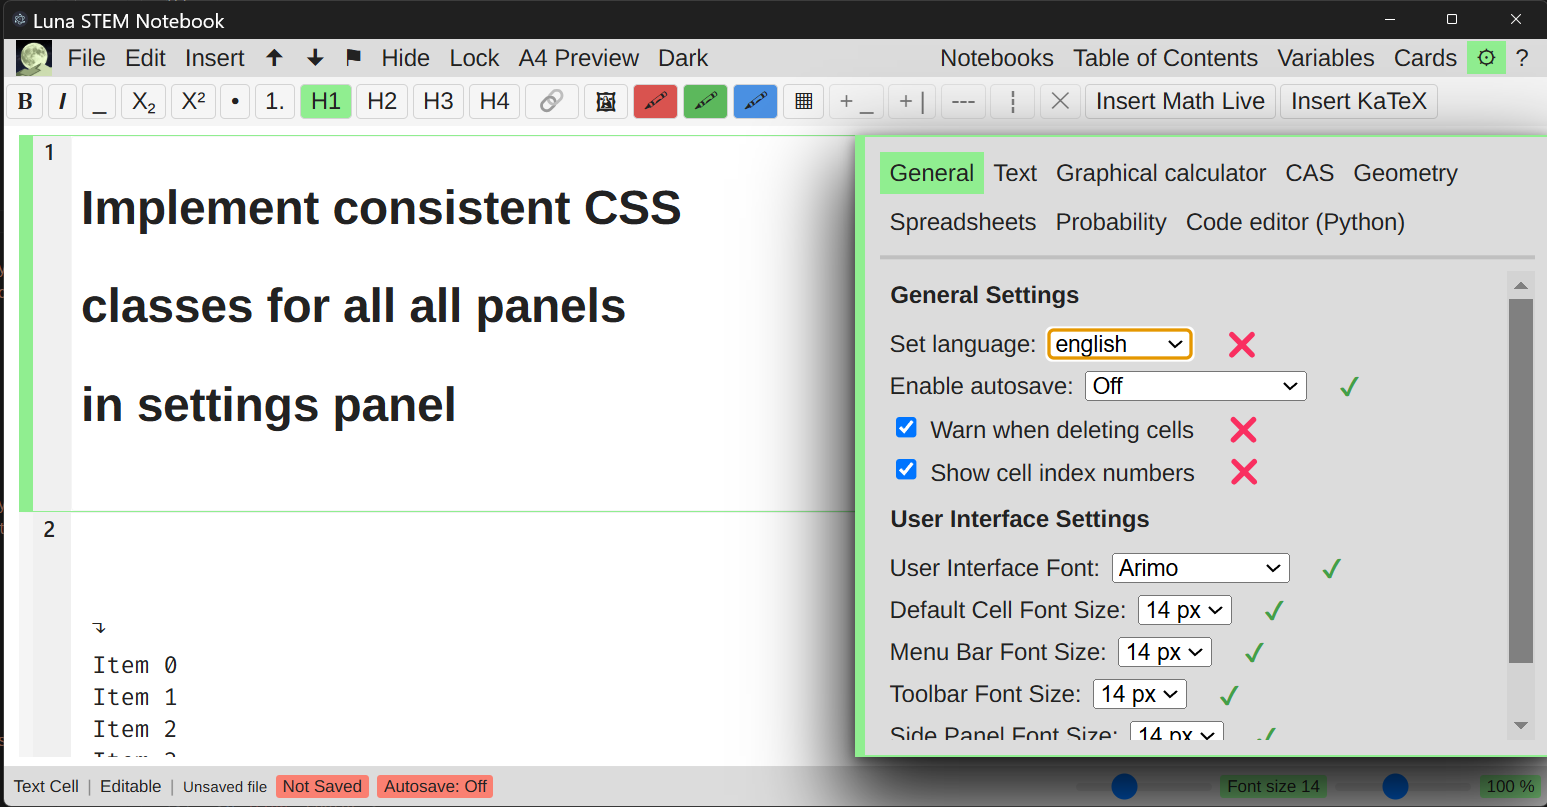 Luna STEM Notebook
File Edit Insert Hide Lock A4 Preview Dark Notebooks Table of Contents Variables Cards ?
B I _ X₂ X² • 1. H1 H2 H3 H4 + _ + | --- Insert Math Live Insert KaTeX
1
Implement consistent CSS
classes for all all panels
in settings panel
2
Item 0
Item 1
Item 2
General Text Graphical calculator CAS Geometry
Spreadsheets Probability Code editor (Python)
General Settings
Set language: english
Enable autosave: Off
Warn when deleting cells
Show cell index numbers
User Interface Settings
User Interface Font: Arimo
Default Cell Font Size: 14 px
Menu Bar Font Size: 14 px
Toolbar Font Size: 14 px
Side Panel Font Size: 14 px
Text Cell | Editable | Unsaved file Not Saved Autosave: Off Font size 14 100 %